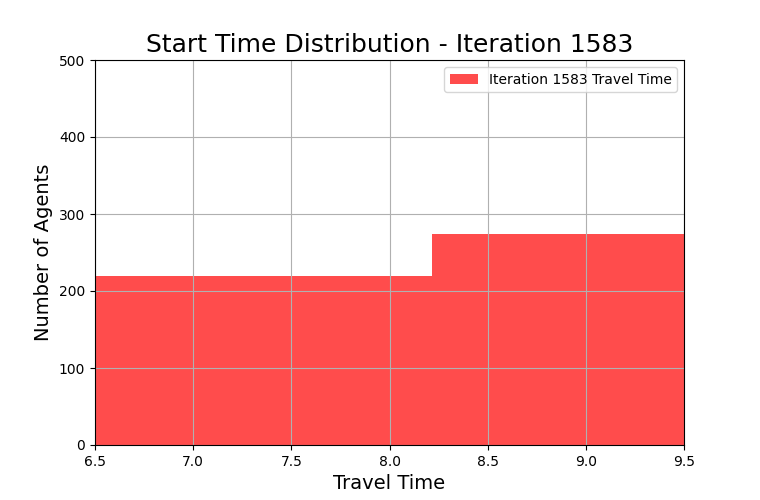 Start Time Distribution - Iteration 1583
500
400
300
200
100
0
Number of Agents
Iteration 1583 Travel Time
6.5 7.0 7.5 8.0 8.5 9.0 9.5
Travel Time